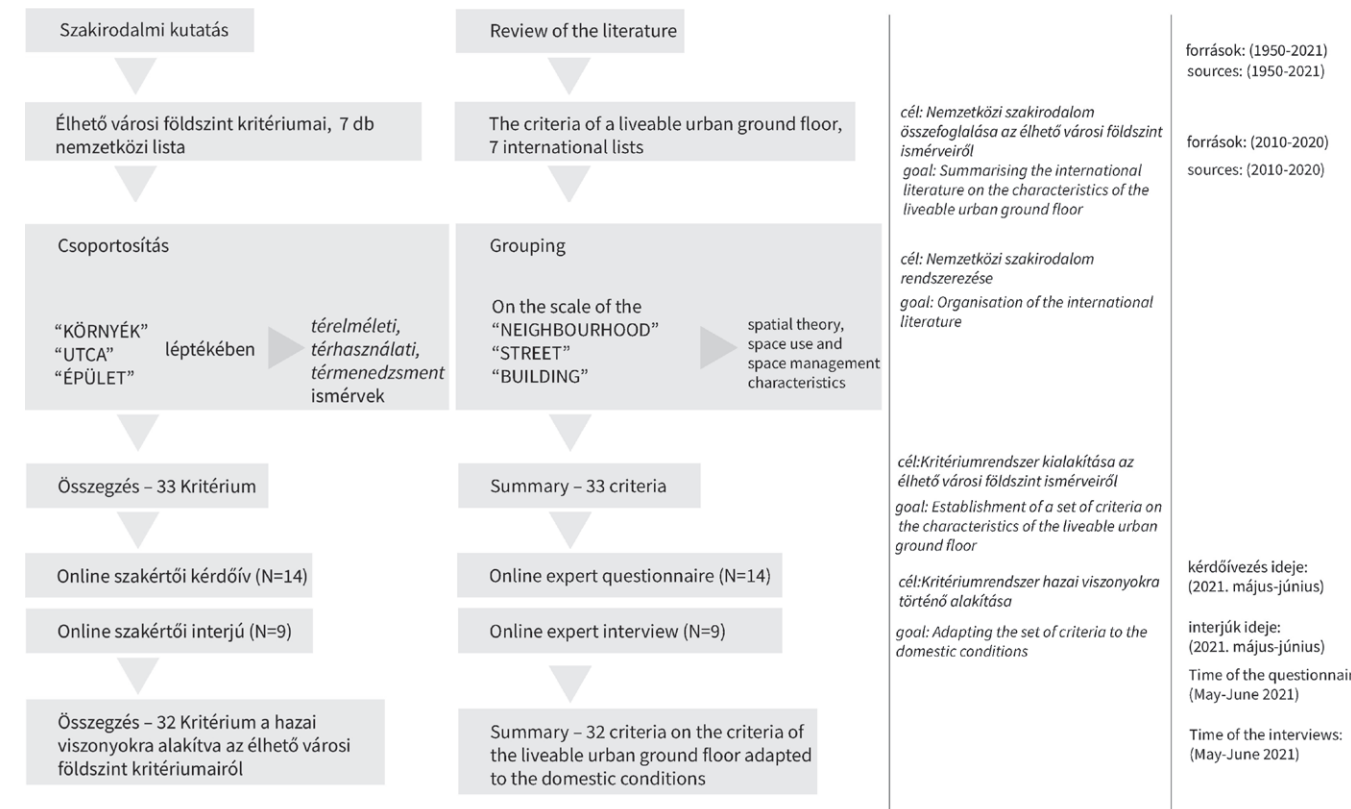 Szakirodalmi kutatás
Élhető városi földszint kritériumai, 7 db
nemzetközi lista
Csoportosítás
“KÖRNYÉK”
“UTCA”
“ÉPÜLET”
léptékében
térelméleti,
térhasználati,
térmenedzsment
ismérvek
Összegzés – 33 Kritérium
Online szakértői kérdőív (N=14)
Online szakértői interjú (N=9)
Összegzés – 32 Kritérium a hazai
viszonyokra alakítva az élhető városi
földszint kritériumairól
Review of the literature
The criteria of a liveable urban ground floor,
7 international lists
Grouping
On the scale of the
“NEIGHBOURHOOD”
“STREET”
“BUILDING”
spatial theory,
space use and
space management
characteristics
Summary – 33 criteria
Online expert questionnaire (N=14)
Online expert interview (N=9)
Summary – 32 criteria on the criteria of
the liveable urban ground floor adapted
to the domestic conditions
cél: Nemzetközi szakirodalom
összefoglalása az élhető városi földszint
ismérveiről
goal: Summarising the international
literature on the characteristics of the
liveable urban ground floor
cél: Nemzetközi szakirodalom
rendszerezése
goal: Organisation of the international
literature
cél:Kritériumrendszer kialakítása az
élhető városi földszint ismérveiről
goal: Establishment of a set of criteria on
the characteristics of the liveable urban
ground floor
cél:Kritériumrendszer hazai viszonyokra
történő alakítása
goal: Adapting the set of criteria to the
domestic conditions
források: (1950-2021)
sources: (1950-2021)
források: (2010-2020)
sources: (2010-2020)
kérdőívezés ideje:
(2021. május-június)
interjúk ideje:
(2021. május-június)
Time of the questionnair
(May-June 2021)
Time of the interviews:
(May-June 2021)